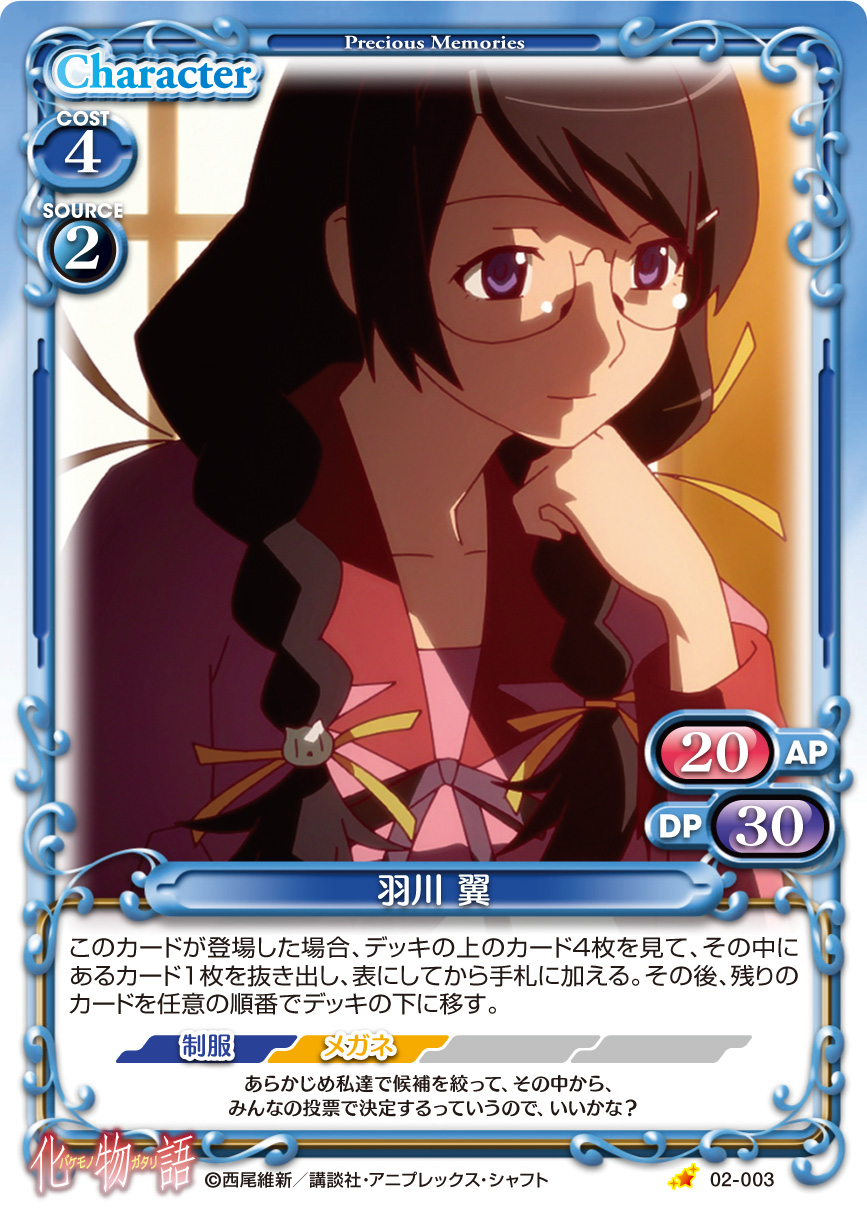 Precious Memories
Character
COST
4
SOURCE
2
20 AP
DP 30
羽川 翼
このカードが登場した場合、デッキの上のカード4枚を見て、その中に
あるカード1枚を抜き出し、表にしてから手札に加える。その後、残りの
カードを任意の順番でデッキの下に移す。
制服 メガネ
あらかじめ私達で候補を絞って、その中から、
みんなの投票で決定するっていうので、いいかな?
化物語
バケモノガタリ
©西尾維新/講談社・アニプレックス・シャフト
02-003